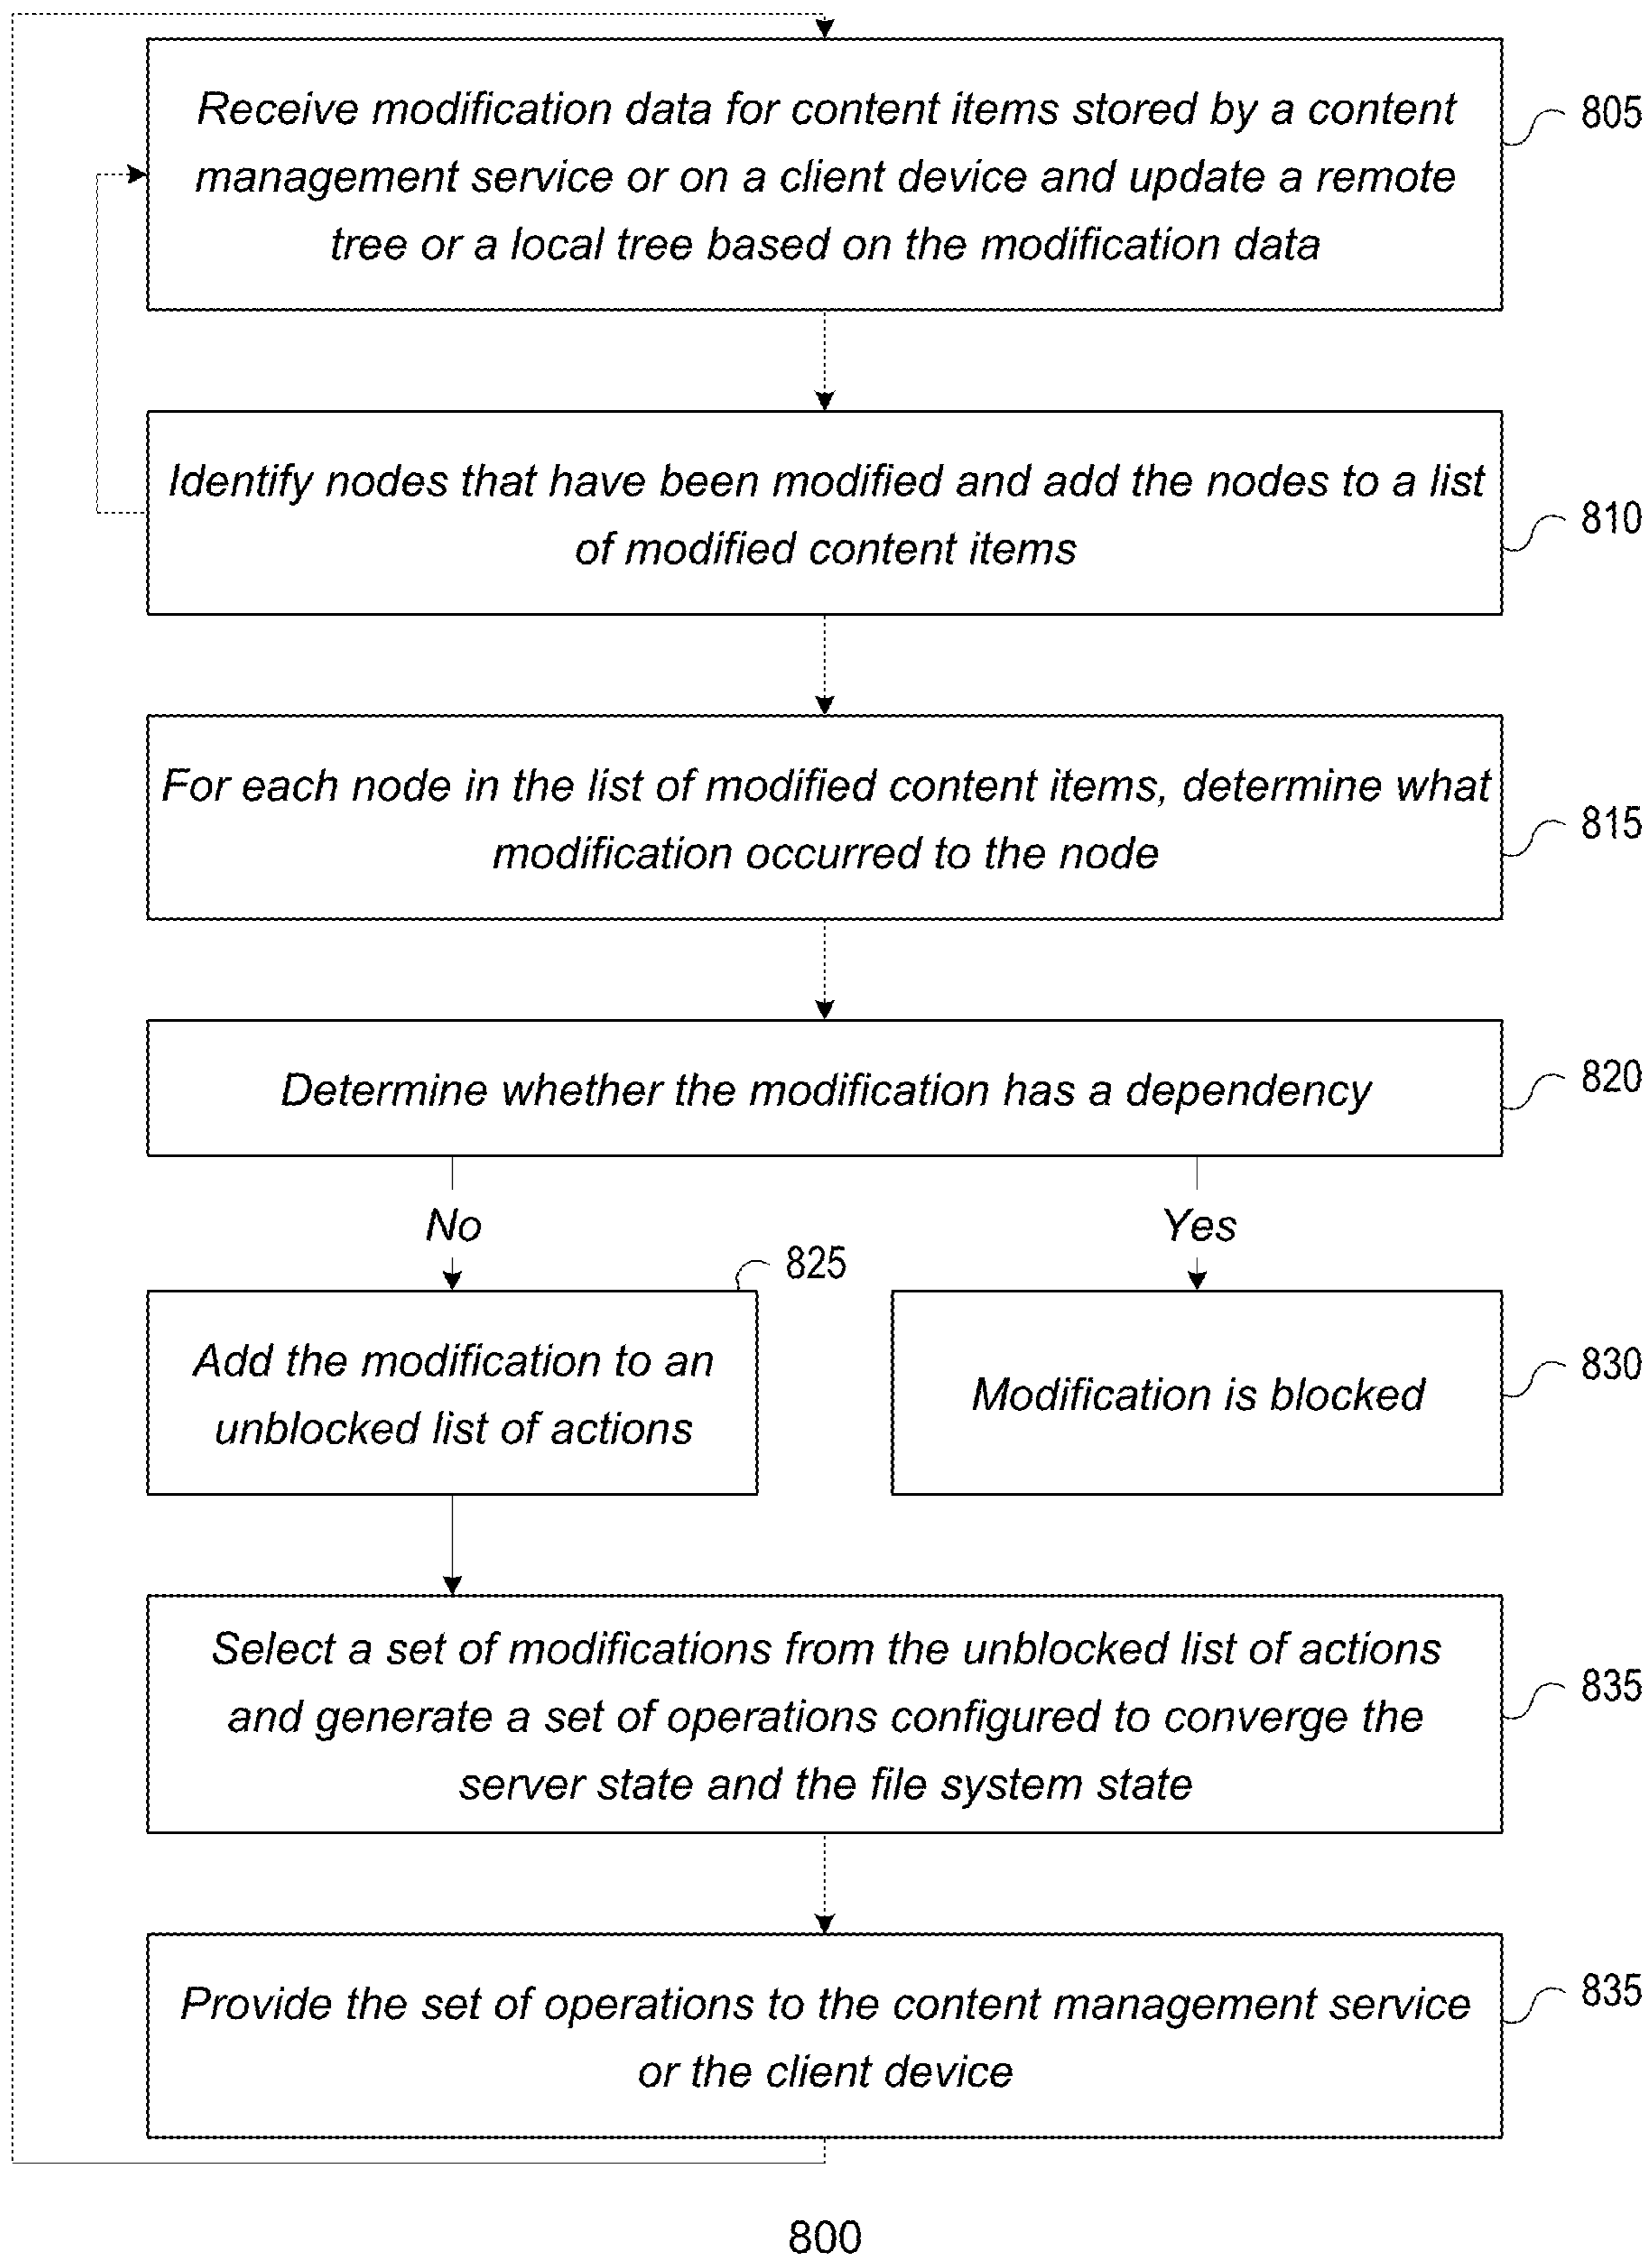 Receive modification data for content items stored by a content
management service or on a client device and update a remote
tree or a local tree based on the modification data
805
Identify nodes that have been modified and add the nodes to a list
of modified content items
810
For each node in the list of modified content items, determine what
modification occurred to the node
815
Determine whether the modification has a dependency
820
No
Yes
825
Add the modification to an
unblocked list of actions
Modification is blocked
830
Select a set of modifications from the unblocked list of actions
and generate a set of operations configured to converge the
server state and the file system state
835
Provide the set of operations to the content management service
or the client device
835
800